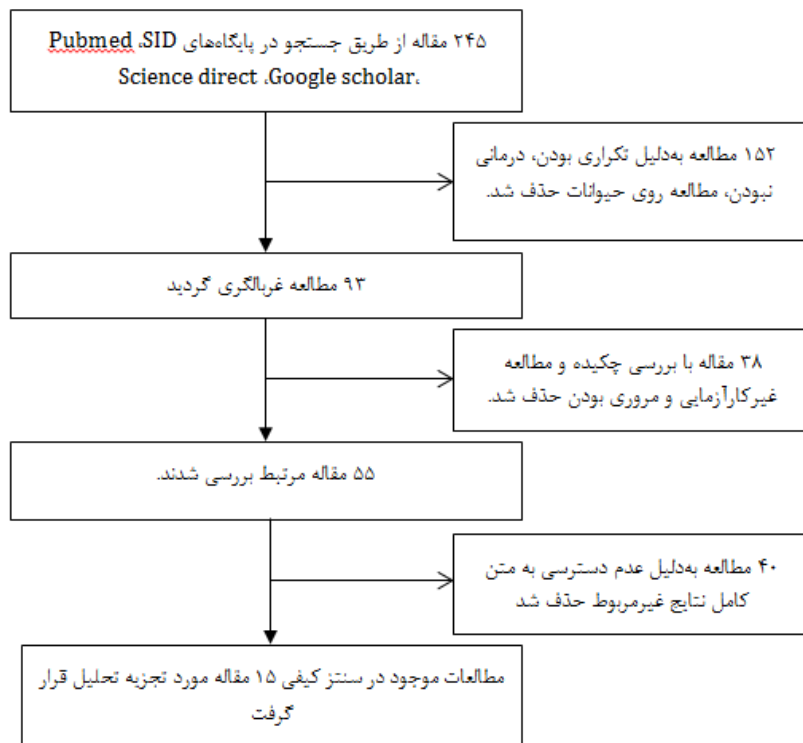 ۲۴۵ مقاله از طریق جستجو در پایگاه‌های Pubmed ،SID
،Science direct ،Google scholar
۱۵۲ مطالعه به‌دلیل تکراری بودن، درمانی
نبودن، مطالعه روی حیوانات حذف شد.
۹۳ مطالعه غربالگری گردید
۳۸ مقاله با بررسی چکیده و مطالعه
غیرکارآزمایی و مروری بودن حذف شد.
۵۵ مقاله مرتبط بررسی شدند.
۴۰ مطالعه به‌دلیل عدم دسترسی به متن
کامل نتایج غیرمربوط حذف شد
مطالعات موجود در سنتز کیفی ۱۵ مقاله مورد تجزیه تحلیل قرار
گرفت